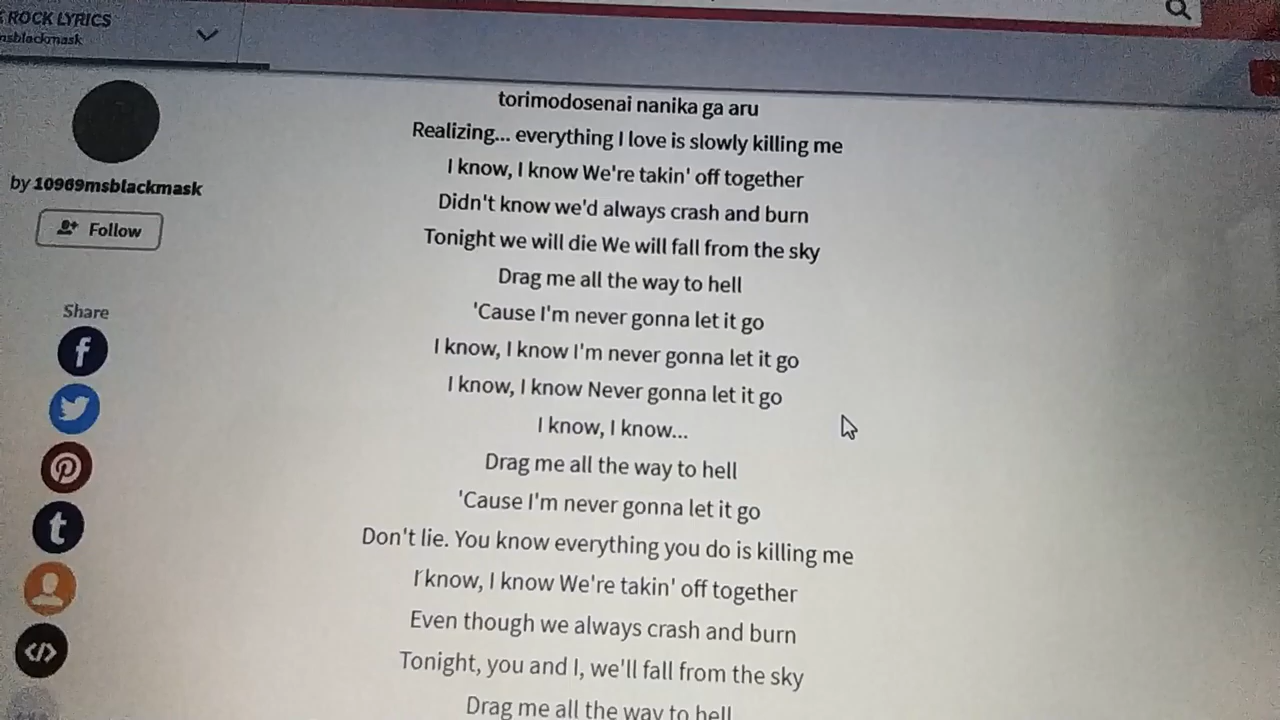 ROCK LYRICS
msblackmask
by 10969msblackmask
Follow
Share
torimodosenai nanika ga aru
Realizing... everything I love is slowly killing me
I know, I know We're takin' off together
Didn't know we'd always crash and burn
Tonight we will die We will fall from the sky
Drag me all the way to hell
'Cause I'm never gonna let it go
I know, I know I'm never gonna let it go
I know, I know Never gonna let it go
I know, I know...
Drag me all the way to hell
'Cause I'm never gonna let it go
Don't lie. You know everything you do is killing me
I know, I know We're takin' off together
Even though we always crash and burn
Tonight, you and I, we'll fall from the sky
Drag me all the way to hell